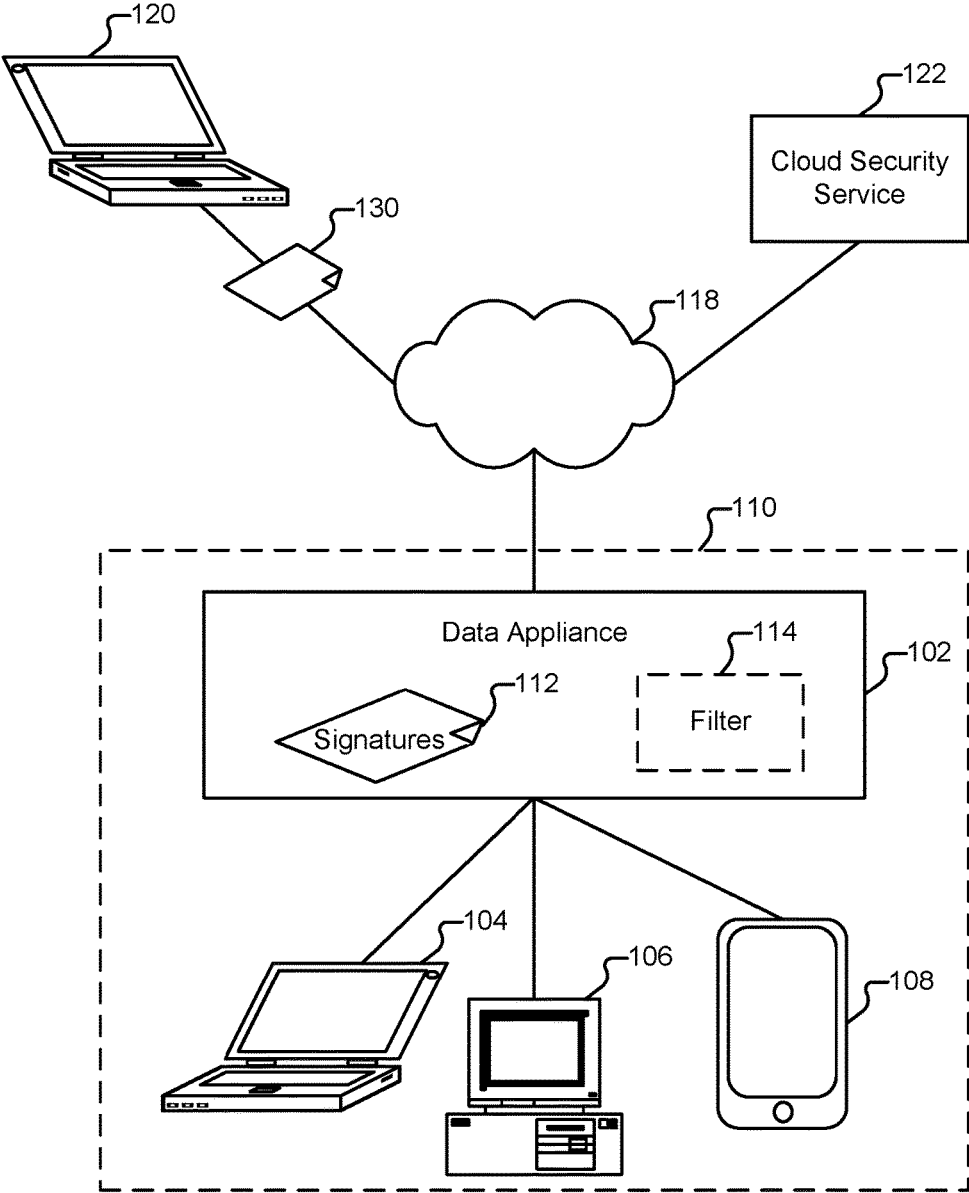 120
122
Cloud Security
Service
130
118
110
Data Appliance
114
102
112
Signatures
Filter
104
106
108